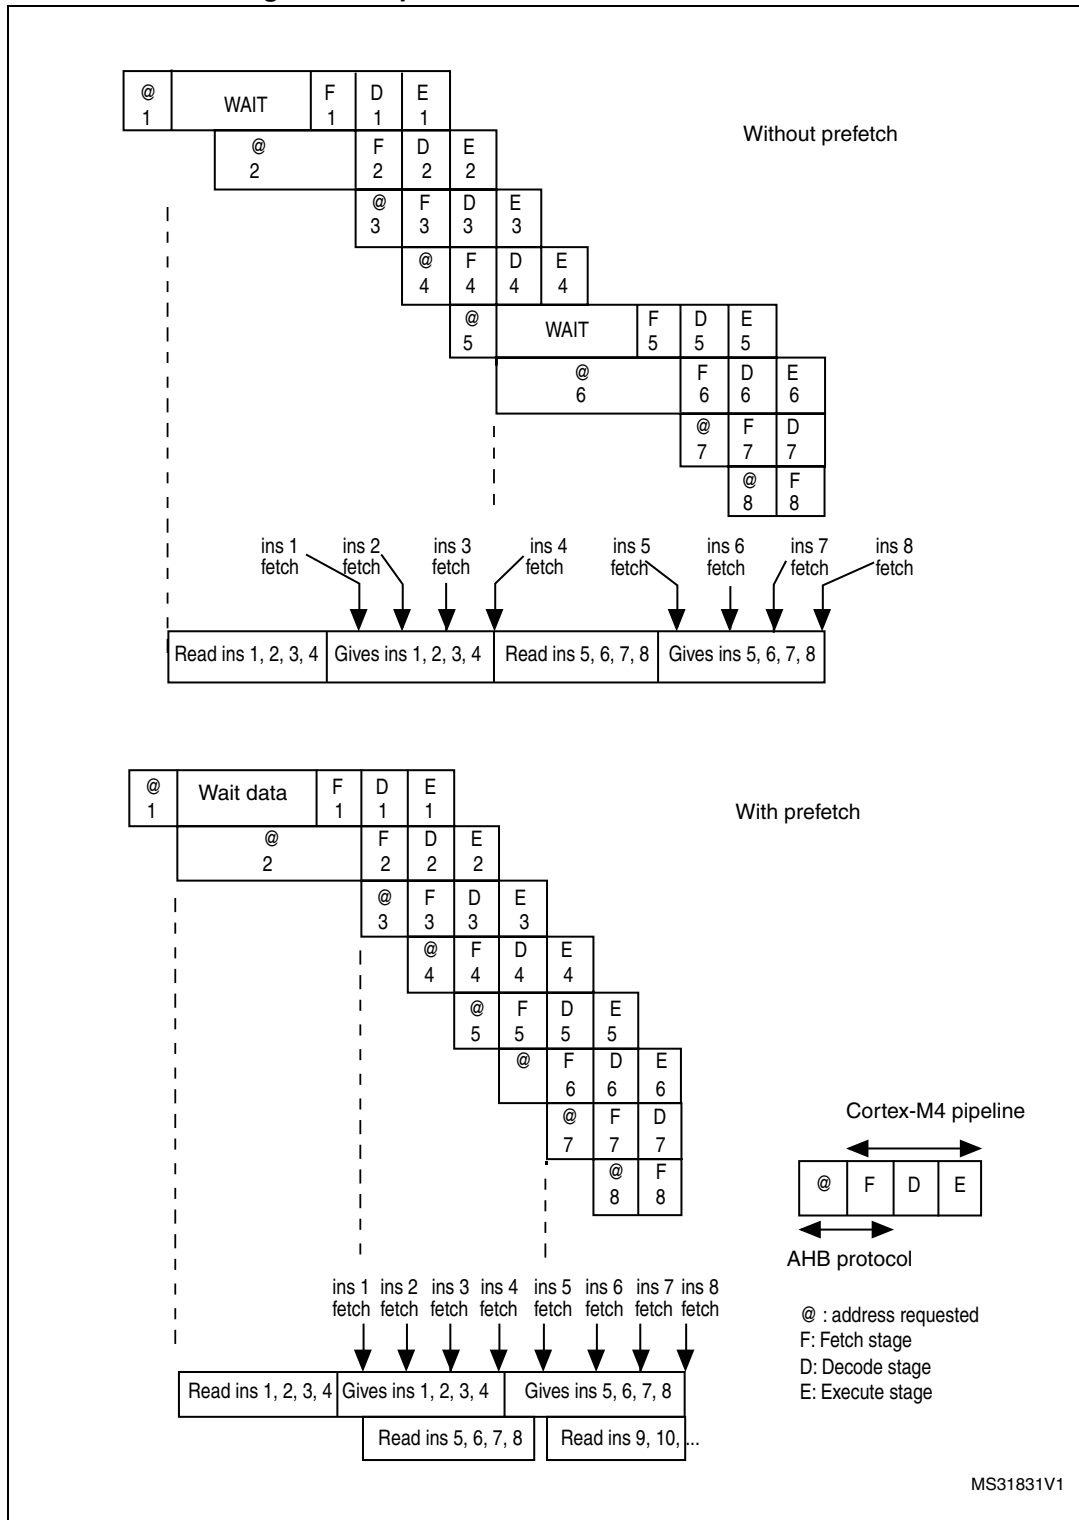 @ WAIT F D E
1 1 1 1
Without prefetch
@ F D E
2 2 2 2
@ F D E
3 3 3 3
@ F D E
4 4 4 4
@ WAIT F D E
5 5 5 5
@ F D E
6 6 6 6
@ F D
7 7 7
@ F
8 8
ins 1 ins 2 ins 3 ins 4 ins 5 ins 6 ins 7 ins 8
fetch fetch fetch fetch fetch fetch fetch fetch
Read ins 1, 2, 3, 4 Gives ins 1, 2, 3, 4 Read ins 5, 6, 7, 8 Gives ins 5, 6, 7, 8
@ Wait data F D E
1 1 1 1
With prefetch
@ F D E
2 2 2 2
@ F D E
3 3 3 3
@ F D E
4 4 4 4
@ F D E
5 5 5 5
@ F D E
6 6 6
@ F D
7 7 7
@ F
8 8
Cortex-M4 pipeline
@ F D E
AHB protocol
ins 1 ins 2 ins 3 ins 4 ins 5 ins 6 ins 7 ins 8
fetch fetch fetch fetch fetch fetch fetch fetch
@ : address requested
F: Fetch stage
D: Decode stage
E: Execute stage
Read ins 1, 2, 3, 4 Gives ins 1, 2, 3, 4 Gives ins 5, 6, 7, 8
Read ins 5, 6, 7, 8 Read ins 9, 10, ...
MS31831V1